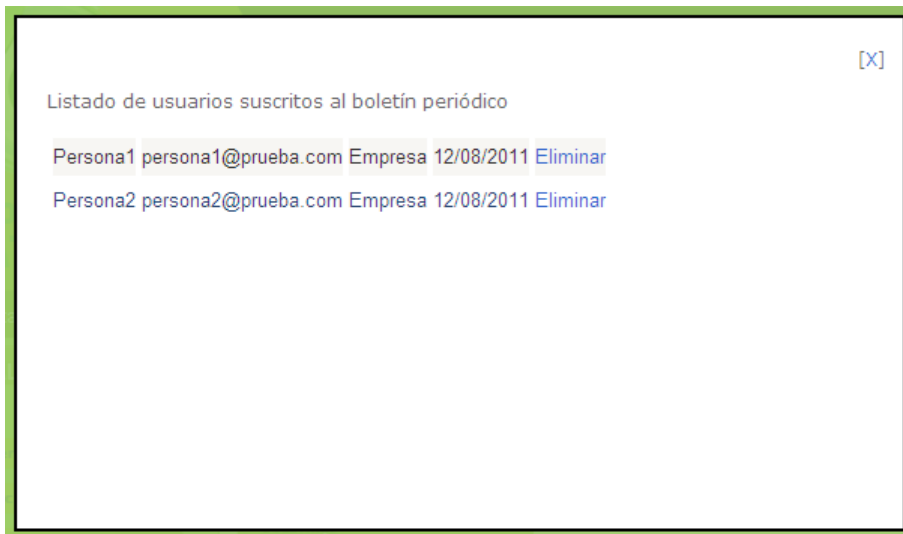 [X]
Listado de usuarios suscritos al boletín periódico
Persona1 persona1@prueba.com Empresa 12/08/2011 Eliminar
Persona2 persona2@prueba.com Empresa 12/08/2011 Eliminar